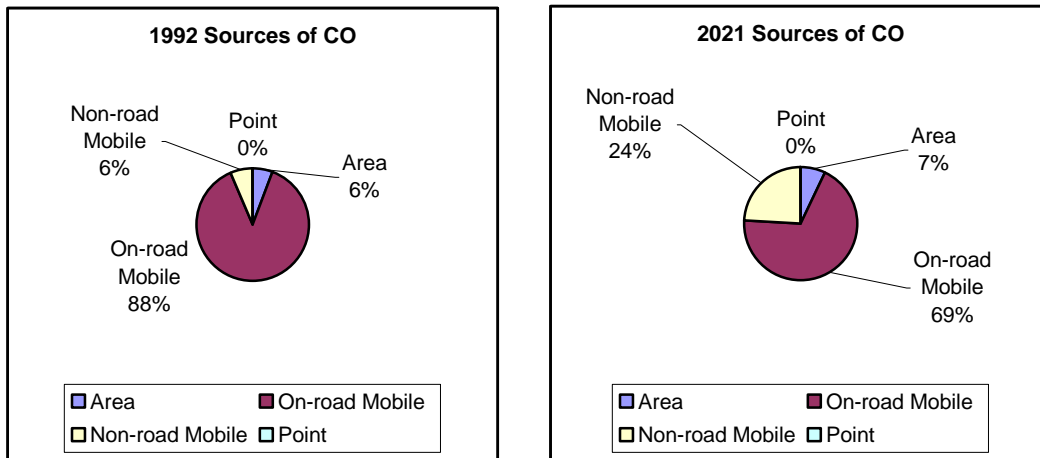 1992 Sources of CO
Non-road
Mobile
6%
Point
0%
Area
6%
On-road
Mobile
88%
Area
On-road Mobile
Non-road Mobile
Point
2021 Sources of CO
Non-road
Mobile
24%
Point
0%
Area
7%
On-road
Mobile
69%
Area
On-road Mobile
Non-road Mobile
Point